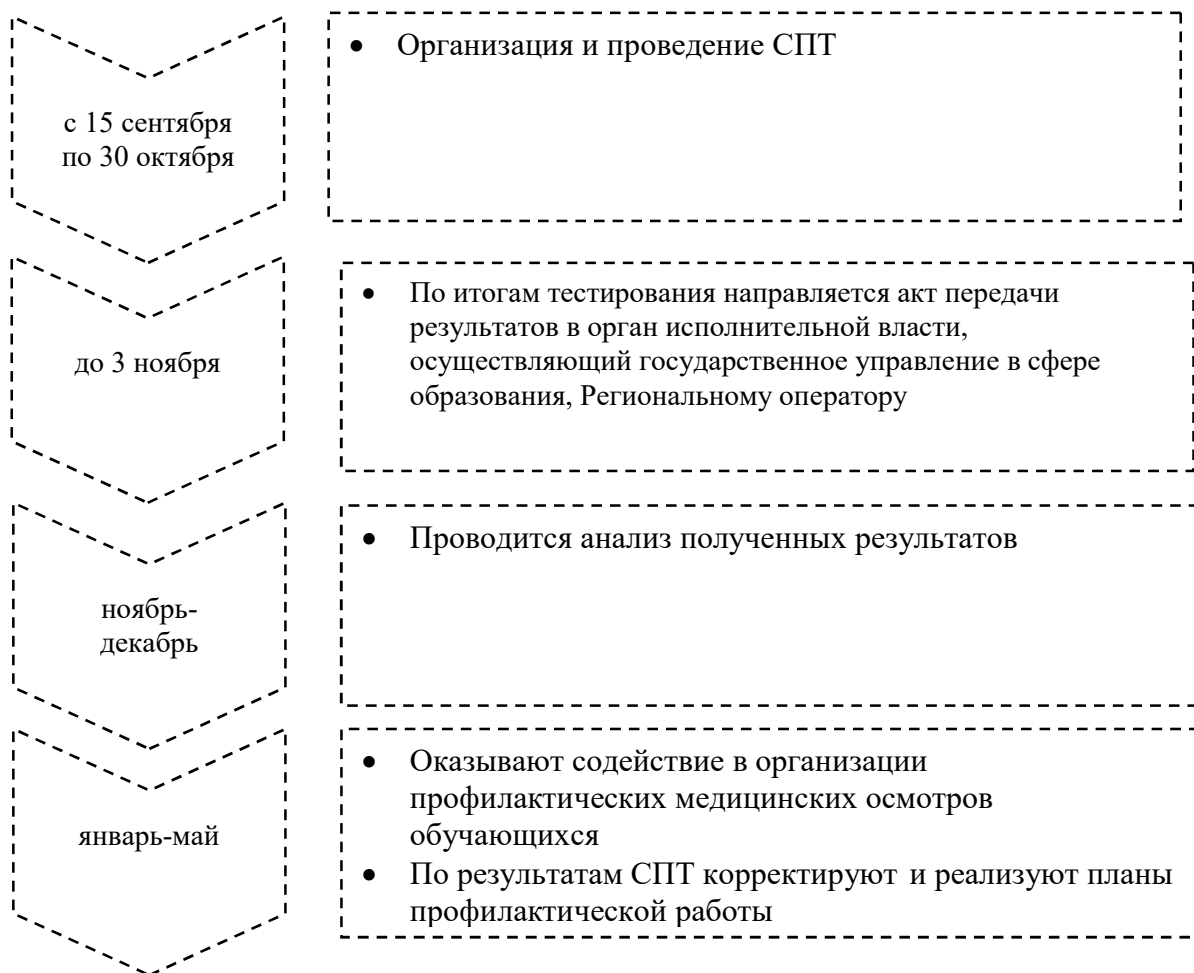 с 15 сентября
по 30 октября
• Организация и проведение СПТ
до 3 ноября
• По итогам тестирования направляется акт передачи
результатов в орган исполнительной власти,
осуществляющий государственное управление в сфере
образования, Региональному оператору
ноябрь-
декабрь
• Проводится анализ полученных результатов
январь-май
• Оказывают содействие в организации
профилактических медицинских осмотров
обучающихся
• По результатам СПТ корректируют и реализуют планы
профилактической работы